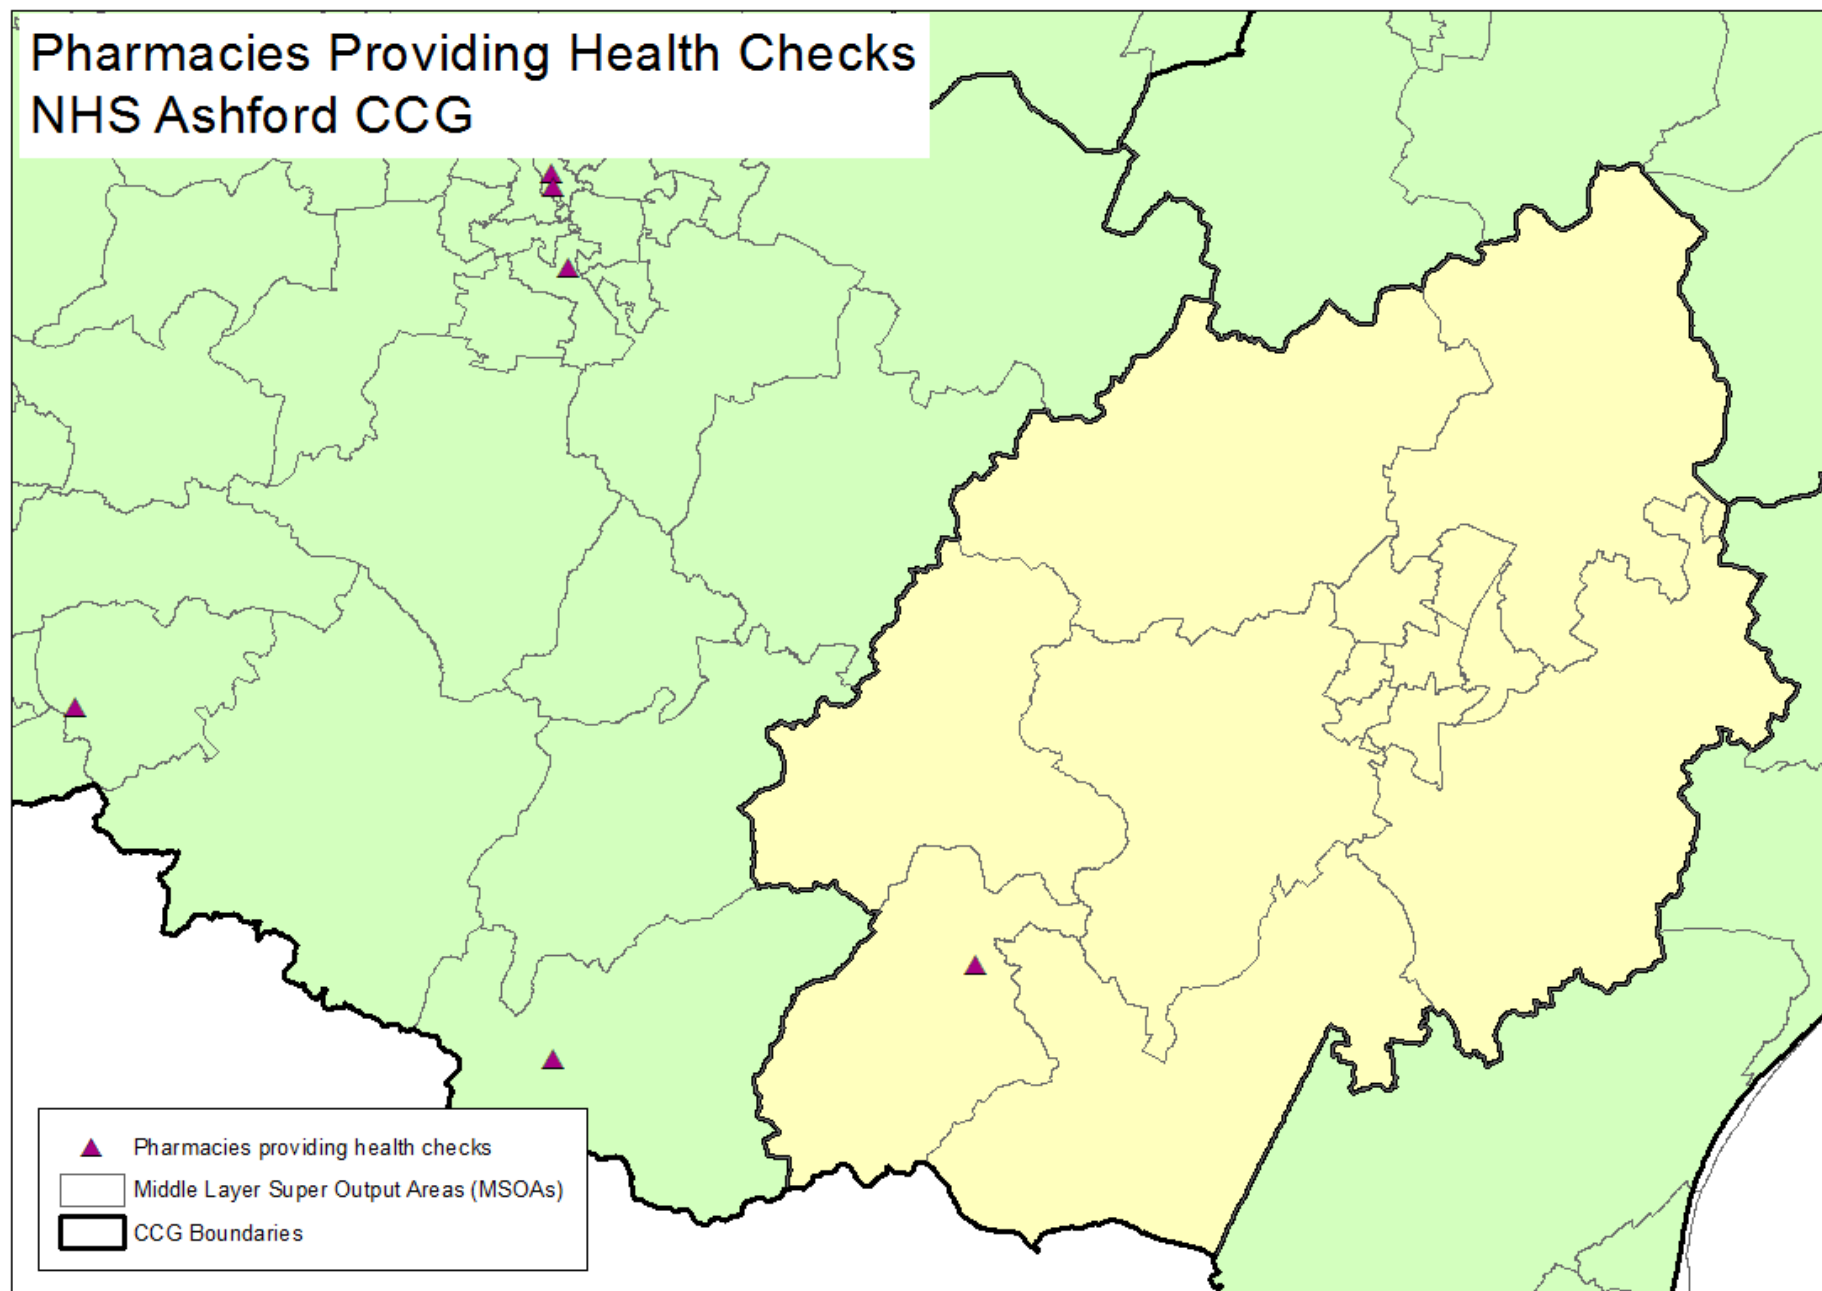 Pharmacies Providing Health Checks
NHS Ashford CCG
Pharmacies providing health checks
Middle Layer Super Output Areas (MSOAs)
CCG Boundaries